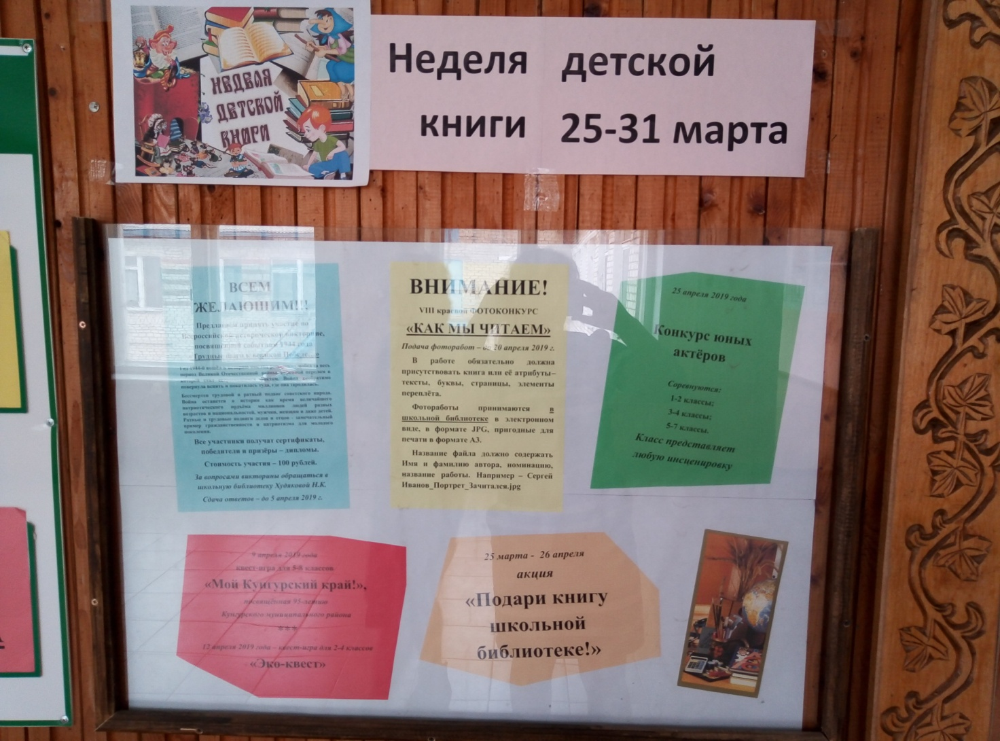 НЕДЕЛЯ
ДЕТСКОЙ
КНИГИ
Неделя детской
книги 25-31 марта
ВСЕМ
ЖЕЛАЮЩИМ!!!
Предлагаем принять участие во
Всероссийской исторической викторине,
посвящённой событиям 1944 года
Бессмертен трудовой и ратный подвиг советского народа.
Война останется в истории как время величайшего
патриотического подъёма миллионов людей разных
возрастов и национальностей, мужчин, женщин и даже детей.
Ратные и трудовые подвиги дедов и отцов – замечательный
пример гражданственности и патриотизма для молодого
поколения.
Все участники получат сертификаты,
победители и призёры – дипломы.
Стоимость участия – 100 рублей.
За вопросами викторины обращаться в
школьную библиотеку Худяковой Н.К.
Сдача ответов – до 5 апреля 2019 г.
ВНИМАНИЕ!
VIII краевой ФОТОКОНКУРС
«КАК МЫ ЧИТАЕМ»
Подача фоторабот – до 20 апреля 2019 г.
В работе обязательно должна
присутствовать книга или её атрибуты–
тексты, буквы, страницы, элементы
переплёта.
Фотоработы принимаются в
школьной библиотеке в электронном
виде, в формате JPG, пригодные для
печати в формате А3.
Название файла должно содержать
Имя и фамилию автора, номинацию,
название работы. Например – Сергей
Иванов_Портрет_Зачитался.jpg
25 апреля 2019 года
Конкурс юных
актёров
Соревнуются:
1-2 классы;
3-4 классы;
5-7 классы.
Класс представляет
любую инсценировку
9 апреля 2019 года
квест-игра для 5-8 классов
«Мой Кунгурский край!»,
посвящённая 95-летию
Кунгурского муниципального района
***
12 апреля 2019 года – квест-игра для 2-4 классов
«Эко-квест»
25 марта - 26 апреля
акция
«Подари книгу
школьной
библиотеке!»